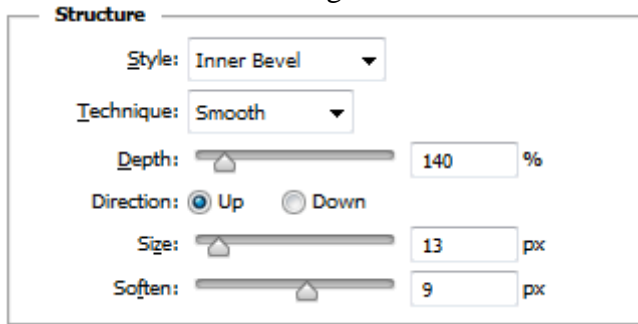 Structure
Style: Inner Bevel
Technique: Smooth
Depth: 140 %
Direction: Up Down
Size: 13 px
Soften: 9 px